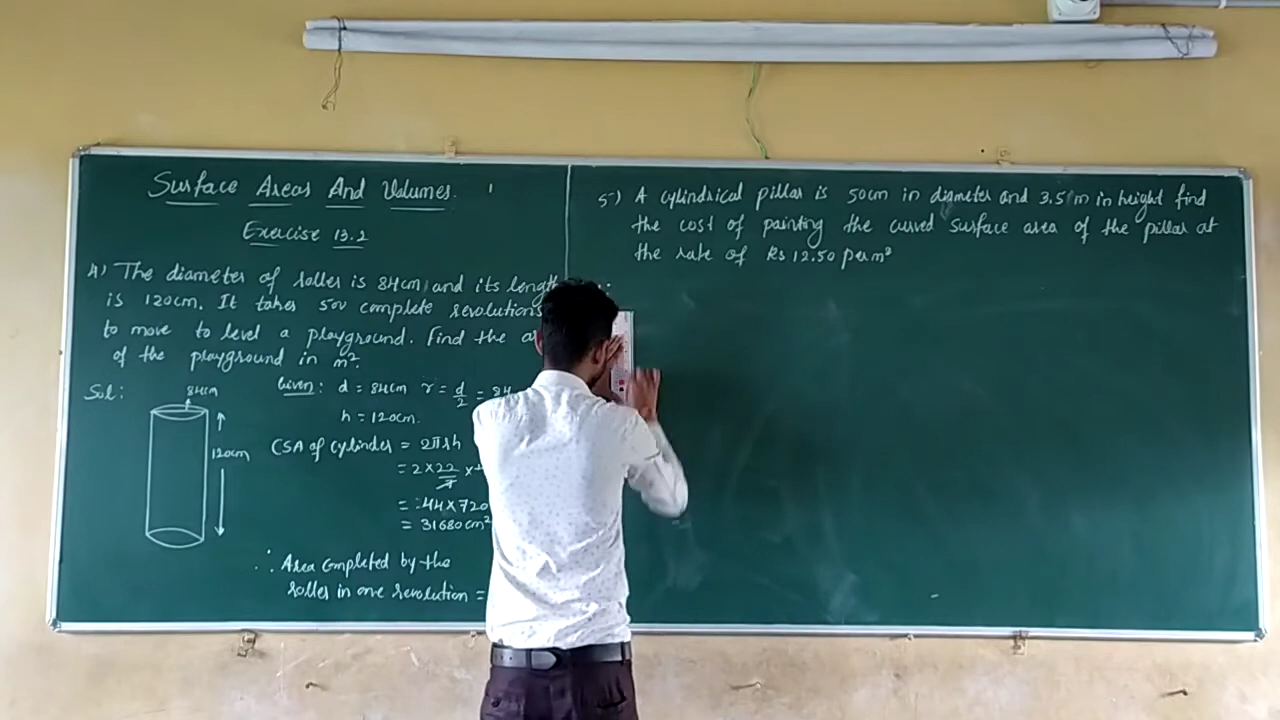 Surface Areas And Volumes.
Exercise 13.2
4) The diameter of roller is 84cm, and its length
is 120cm. It takes 500 complete revolutions
to move to level a playground. Find the
of the playground in m².
Sol:
84cm
120cm
Given: d = 84cm r = d/2 = 84
h = 120cm.
CSA of cylinder = 2πrh
= 2 × 22/7 ×
= 44 × 720
= 31680 cm²
∴ Area completed by the
roller in one revolution =
5) A cylindrical pillar is 50cm in diameter and 3.5 m in height find
the cost of painting the curved surface area of the pillar at
the rate of Rs 12.50 per m²